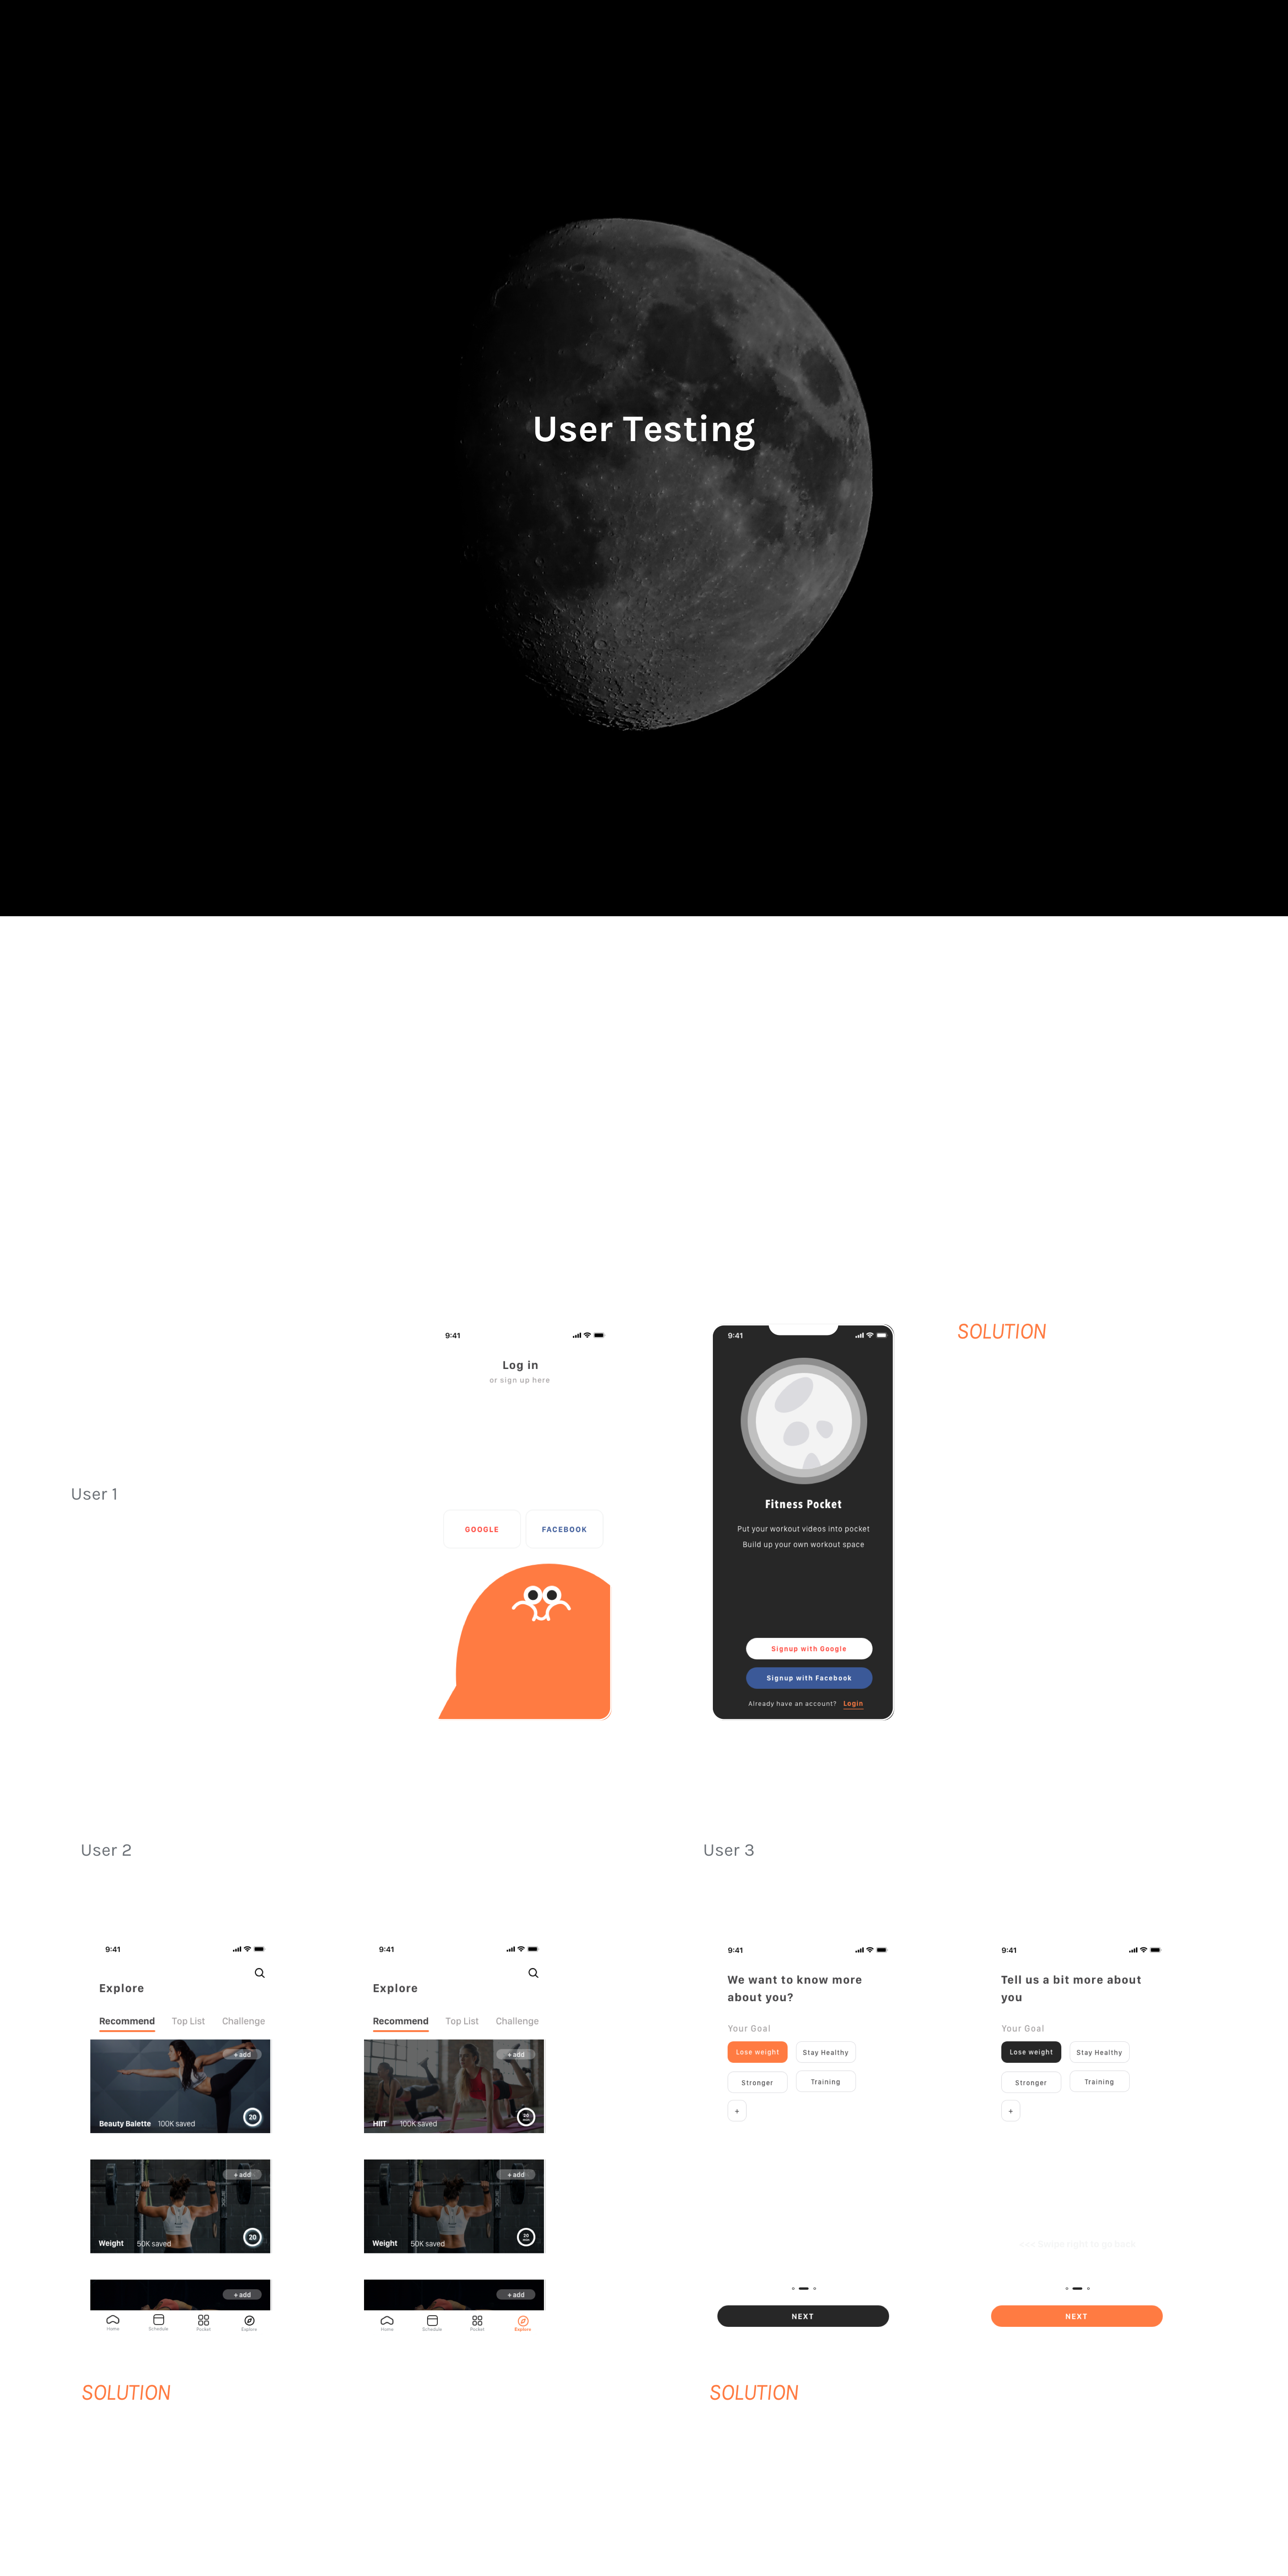 User Testing
SOLUTION
User 1
9:41
Log in
or sign up here
GOOGLE
FACEBOOK
9:41
Fitness Pocket
Put your workout videos into pocket
Build up your own workout space
Signup with Google
Signup with Facebook
Already have an account? Login
User 2
9:41
Explore
Recommend Top List Challenge
+ add
Beauty Balette 100K saved
20
+ add
Weight 50K saved
20
+ add
Home Schedule Pocket Explore
9:41
Explore
Recommend Top List Challenge
+ add
HIIT 100K saved
+ add
Weight 50K saved
20
+ add
Home Schedule Pocket Explore
SOLUTION
User 3
9:41
We want to know more
about you?
Your Goal
Lose weight
Stay Healthy
Stronger
Training
+
NEXT
9:41
Tell us a bit more about
you
Your Goal
Lose weight
Stay Healthy
Stronger
Training
+
NEXT
SOLUTION